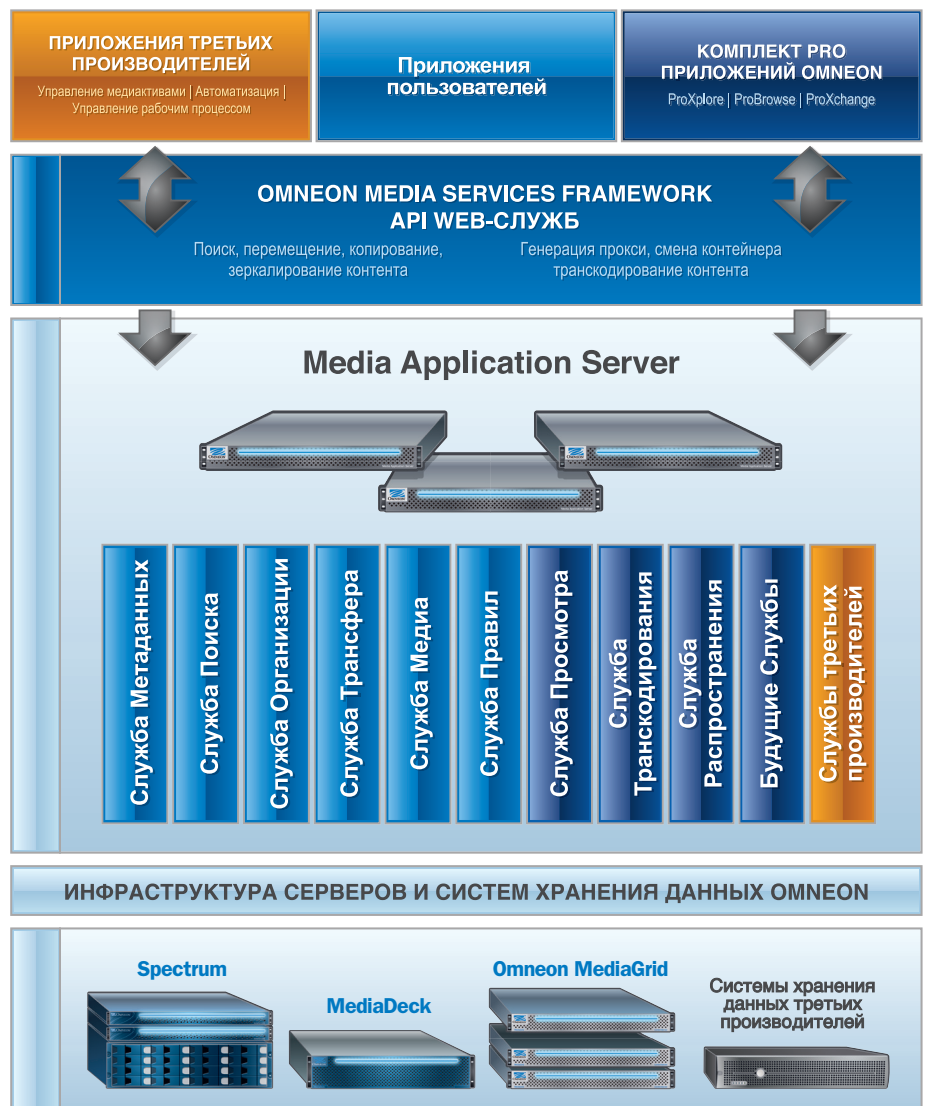 ПРИЛОЖЕНИЯ ТРЕТЬИХ
ПРОИЗВОДИТЕЛЕЙ
Управление медиактивами | Автоматизация |
Управление рабочим процессом
Приложения
пользователей
КОМПЛЕКТ PRO
ПРИЛОЖЕНИЙ OMNEON
ProXplore | ProBrowse | ProXchange
OMNEON MEDIA SERVICES FRAMEWORK
API WEB-СЛУЖБ
Поиск, перемещение, копирование,
зеркалирование контента
Генерация прокси, смена контейнера
транскодирование контента
Media Application Server
Omneon
Omneon
Omneon
Служба Метаданных
Служба Поиска
Служба Организации
Служба Трансфера
Служба Медиа
Служба Правил
Служба Просмотра
Служба
Транскодирования
Служба
Распространения
Будущие Службы
Службы третьих
производителей
ИНФРАСТРУКТУРА СЕРВЕРОВ И СИСТЕМ ХРАНЕНИЯ ДАННЫХ OMNEON
Spectrum
MediaDeck
Omneon MediaGrid
Системы хранения
данных третьих
производителей